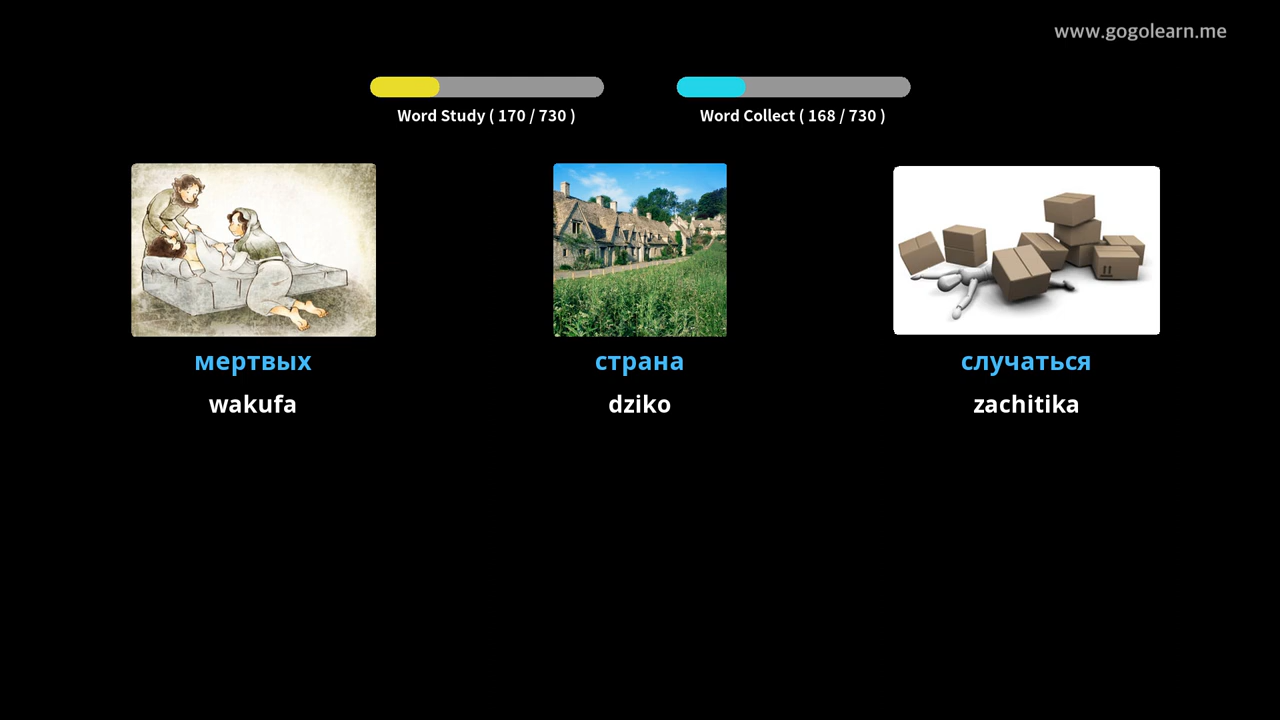 www.gogolearn.me
Word Study ( 170 / 730 )
Word Collect ( 168 / 730 )
мертвых
страна
случаться
wakufa
dziko
zachitika